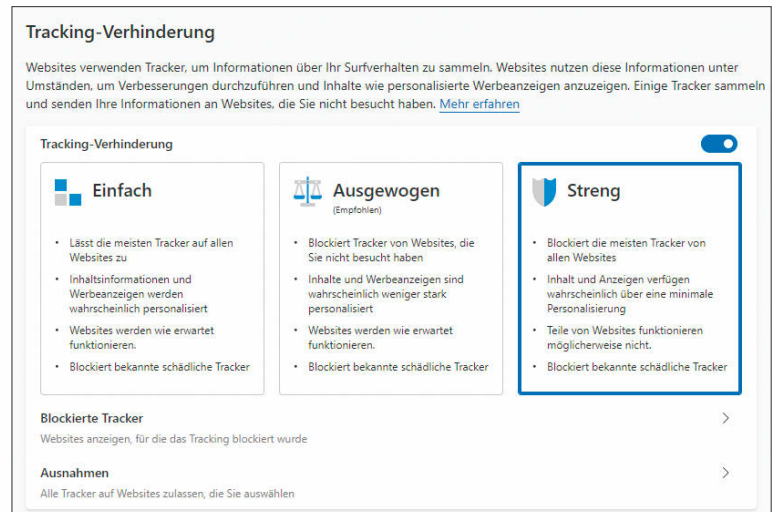 Tracking-Verhinderung
Websites verwenden Tracker, um Informationen über Ihr Surfverhalten zu sammeln. Websites nutzen diese Informationen unter
Umständen, um Verbesserungen durchzuführen und Inhalte wie personalisierte Werbeanzeigen anzuzeigen. Einige Tracker sammeln
und senden Ihre Informationen an Websites, die Sie nicht besucht haben. Mehr erfahren
Tracking-Verhinderung
Einfach
• Lässt die meisten Tracker auf allen
Websites zu
• Inhaltsinformationen und
Werbeanzeigen werden
wahrscheinlich personalisiert
• Websites werden wie erwartet
funktionieren.
• Blockiert bekannte schädliche Tracker
Ausgewogen
(Empfohlen)
• Blockiert Tracker von Websites, die
Sie nicht besucht haben
• Inhalte und Werbeanzeigen sind
wahrscheinlich weniger stark
personalisiert
• Websites werden wie erwartet
funktionieren.
• Blockiert bekannte schädliche Tracker
Streng
• Blockiert die meisten Tracker von
allen Websites
• Inhalt und Anzeigen verfügen
wahrscheinlich über eine minimale
Personalisierung
• Teile von Websites funktionieren
möglicherweise nicht.
• Blockiert bekannte schädliche Tracker
Blockierte Tracker
Websites anzeigen, für die das Tracking blockiert wurde
Ausnahmen
Alle Tracker auf Websites zulassen, die Sie auswählen